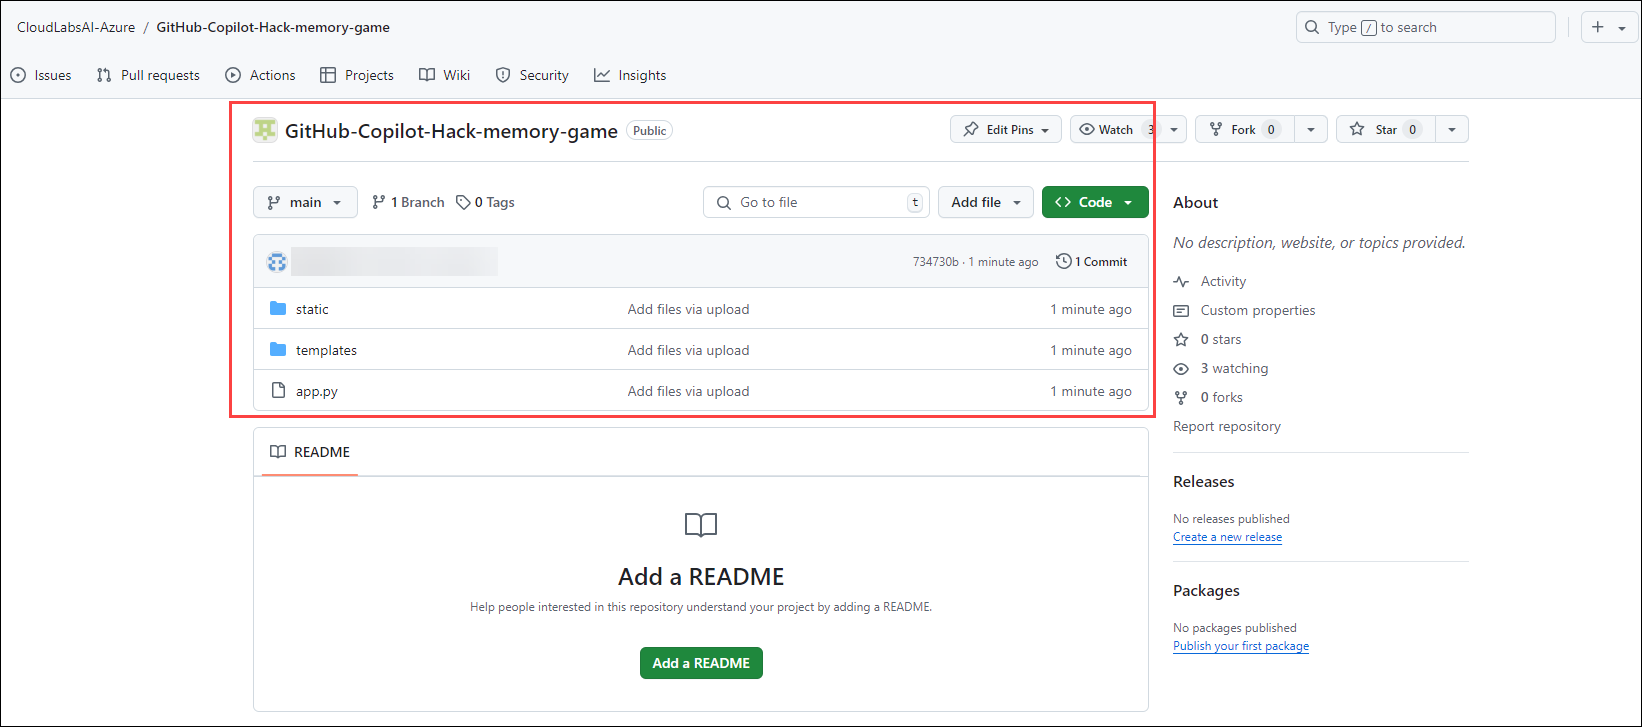 CloudLabsAI-Azure / GitHub-Copilot-Hack-memory-game
Type / to search
Issues Pull requests Actions Projects Wiki Security Insights
GitHub-Copilot-Hack-memory-game Public
Edit Pins Watch 3 Fork 0 Star 0
main 1 Branch 0 Tags Go to file t Add file Code
734730b · 1 minute ago 1 Commit
static Add files via upload 1 minute ago
templates Add files via upload 1 minute ago
app.py Add files via upload 1 minute ago
README
Add a README
Help people interested in this repository understand your project by adding a README.
Add a README
About
No description, website, or topics provided.
Activity
Custom properties
0 stars
3 watching
0 forks
Report repository
Releases
No releases published
Create a new release
Packages
No packages published
Publish your first package